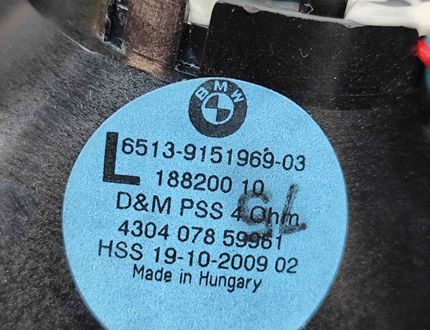 BMW
L 6513-9151969-03
188200 10
D&M PSS 4 Ohm
GL
4304 078 59961
HSS 19-10-2009 02
Made in Hungary